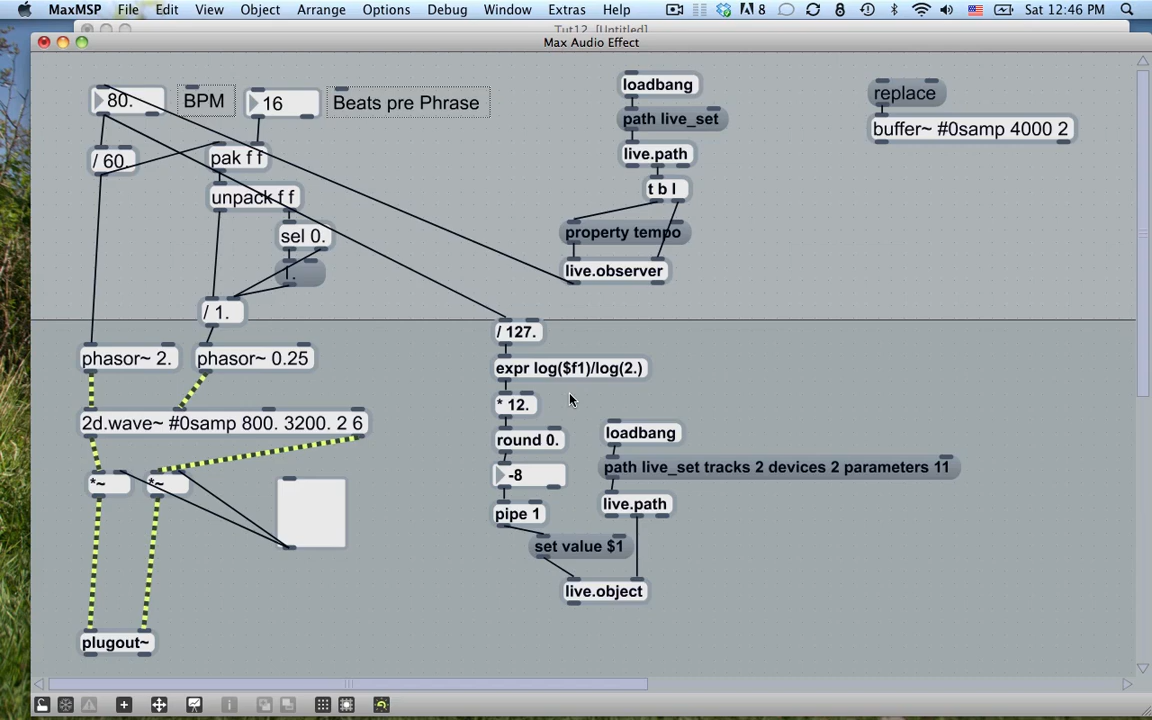 MaxMSP File Edit View Object Arrange Options Debug Window Extras Help A 8 Sat 12:46 PM
Tut12 [Untitled]
Max Audio Effect
80. BPM 16 Beats pre Phrase
loadbang
replace
path live_set
buffer~ #0samp 4000 2
/ 60. pak f f
live.path
unpack f f
t b l
sel 0.
property tempo
1.
live.observer
/ 1.
/ 127.
phasor~ 2. phasor~ 0.25
expr log($f1)/log(2.)
* 12.
2d.wave~ #0samp 800. 3200. 2 6
round 0.
loadbang
*~ *~
-8
path live_set tracks 2 devices 2 parameters 11
pipe 1
live.path
set value $1
live.object
plugout~